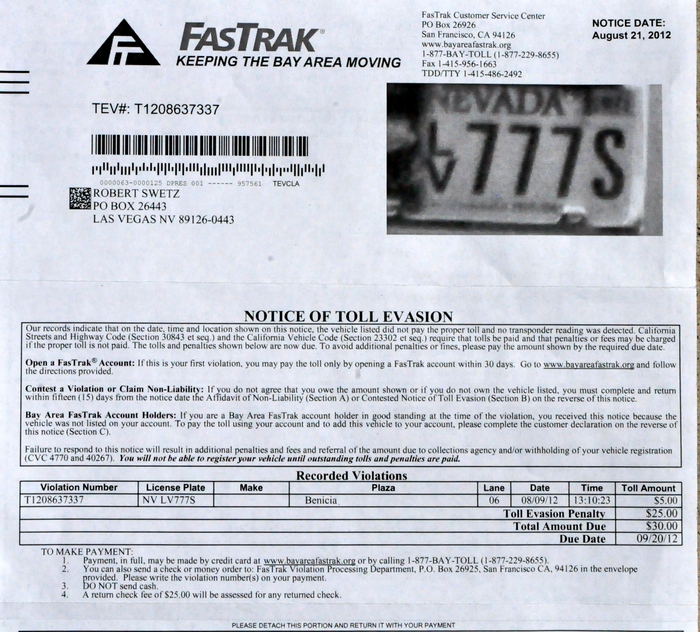 FASTRAK®
KEEPING THE BAY AREA MOVING
FasTrak Customer Service Center
PO Box 26926
San Francisco, CA 94126
www.bayareafastrak.org
1-877-BAY-TOLL (1-877-229-8655)
Fax 1-415-956-1663
TDD/TTY 1-415-486-2492
NOTICE DATE:
August 21, 2012
TEV#: T1208637337
NEVADA
LV 777S
0000063-0000125 DPRES 001 ------ 957561 TEVCLA
ROBERT SWETZ
PO BOX 26443
LAS VEGAS NV 89126-0443
NOTICE OF TOLL EVASION
Our records indicate that on the date, time and location shown on this notice, the vehicle listed did not pay the proper toll and no transponder reading was detected. California
Streets and Highway Code (Section 30843 et seq.) and the California Vehicle Code (Section 23302 et seq.) require that tolls be paid and that penalties or fees may be charged
if the proper toll is not paid. The tolls and penalties shown below are now due. To avoid additional penalties or fines, please pay the amount shown by the required due date.
Open a FasTrak® Account: If this is your first violation, you may pay the toll only by opening a FasTrak account within 30 days. Go to www.bayareafastrak.org and follow
the directions provided.
Contest a Violation or Claim Non-Liability: If you do not agree that you owe the amount shown or if you do not own the vehicle listed, you must complete and return
within fifteen (15) days from the notice date the Affidavit of Non-Liability (Section A) or Contested Notice of Toll Evasion (Section B) on the reverse of this notice.
Bay Area FasTrak Account Holders: If you are a Bay Area FasTrak account holder in good standing at the time of the violation, you received this notice because the
vehicle was not listed on your account. To pay the toll using your account and to add this vehicle to your account, please complete the customer declaration on the reverse of
this notice (Section C).
Failure to respond to this notice will result in additional penalties and fees and referral of the amount due to collections agency and/or withholding of your vehicle registration
(CVC 4770 and 40267). You will not be able to register your vehicle until outstanding tolls and penalties are paid.
Recorded Violations
Violation Number License Plate Make Plaza Lane Date Time Toll Amount
T1208637337 NV LV777S Benicia 06 08/09/12 13:10:23 $5.00
Toll Evasion Penalty $25.00
Total Amount Due $30.00
Due Date 09/20/12
TO MAKE PAYMENT:
1. Payment, in full, may be made by credit card at www.bayareafastrak.org or by calling 1-877-BAY-TOLL (1-877-229-8655).
2. You can also send a check or money order to: FasTrak Violation Processing Department, P.O. Box 26925, San Francisco, CA 94126 in the envelope
provided. Please write the violation number(s) on your payment.
3. DO NOT send cash.
4. A return check fee of $25.00 will be assessed for any returned check.
PLEASE DETACH THIS PORTION AND RETURN IT WITH YOUR PAYMENT